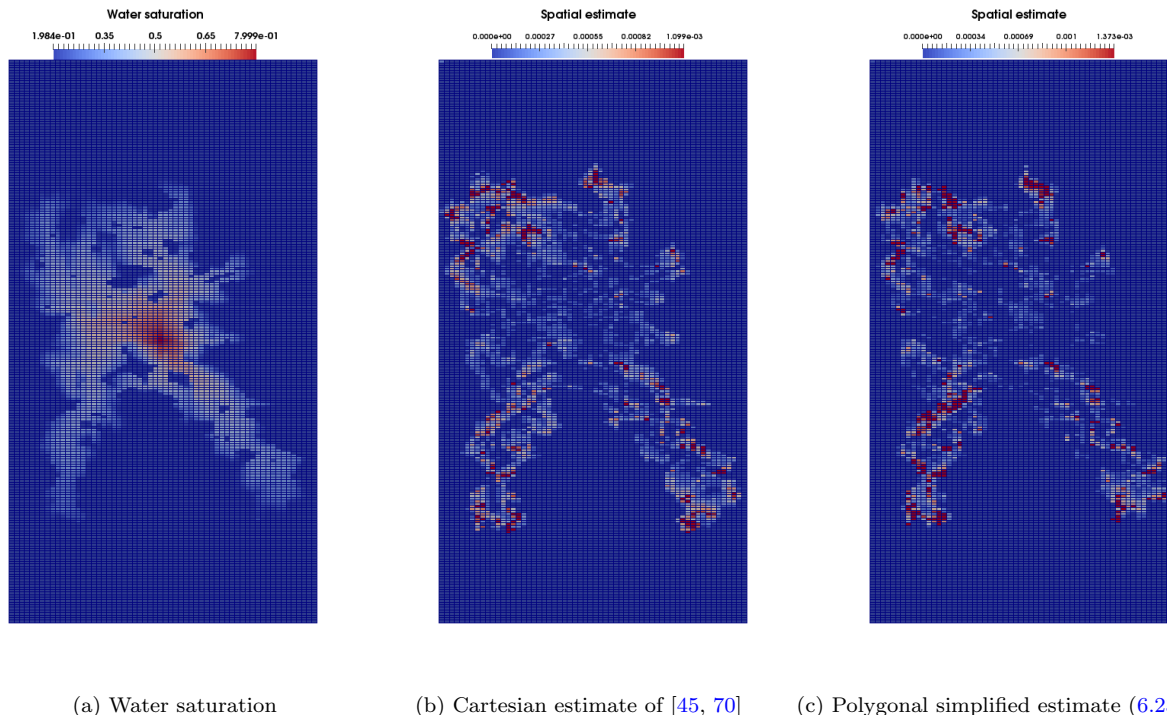 Water saturation
1.984e-01 0.35 0.5 0.65 7.999e-01
Spatial estimate
0.000e+00 0.00027 0.00055 0.00082 1.099e-03
Spatial estimate
0.000e+00 0.00034 0.00069 0.001 1.373e-03
(a) Water saturation
(b) Cartesian estimate of [45, 70]
(c) Polygonal simplified estimate (6.2